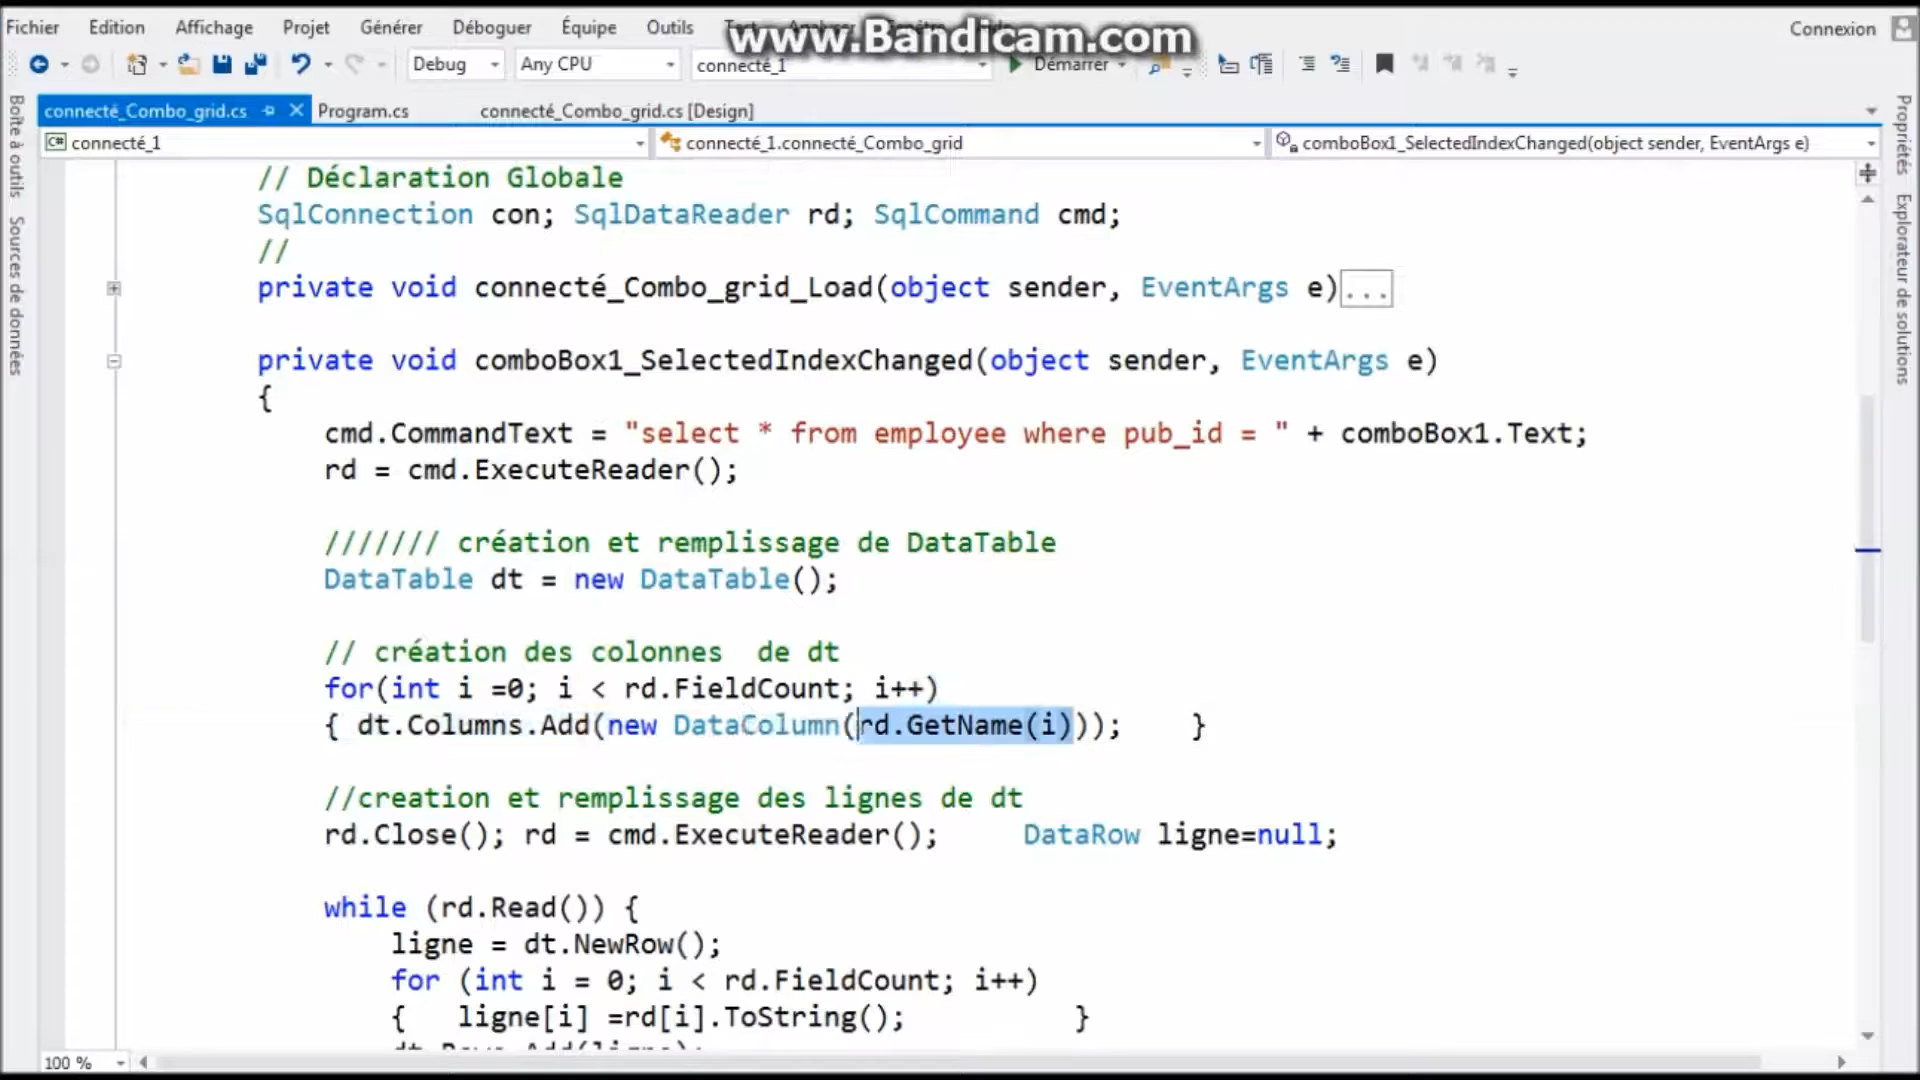 Fichier Edition Affichage Projet Générer Déboguer Équipe Outils
www.Bandicam.com
Connexion
Debug Any CPU connecté_1 Démarrer
connecté_Combo_grid.cs Program.cs connecté_Combo_grid.cs [Design]
connecté_1 connecté_1.connecté_Combo_grid comboBox1_SelectedIndexChanged(object sender, EventArgs e)
Boîte à outils
Sources de données
Propriétés
Explorateur de solutions
// Déclaration Globale
SqlConnection con; SqlDataReader rd; SqlCommand cmd;
//
private void connecté_Combo_grid_Load(object sender, EventArgs e)...
private void comboBox1_SelectedIndexChanged(object sender, EventArgs e)
{
cmd.CommandText = "select * from employee where pub_id = " + comboBox1.Text;
rd = cmd.ExecuteReader();
/////// création et remplissage de DataTable
DataTable dt = new DataTable();
// création des colonnes  de dt
for(int i =0; i < rd.FieldCount; i++)
{ dt.Columns.Add(new DataColumn(rd.GetName(i)));    }
//creation et remplissage des lignes de dt
rd.Close(); rd = cmd.ExecuteReader();     DataRow ligne=null;
while (rd.Read()) {
ligne = dt.NewRow();
for (int i = 0; i < rd.FieldCount; i++)
{   ligne[i] =rd[i].ToString();          }
100 %